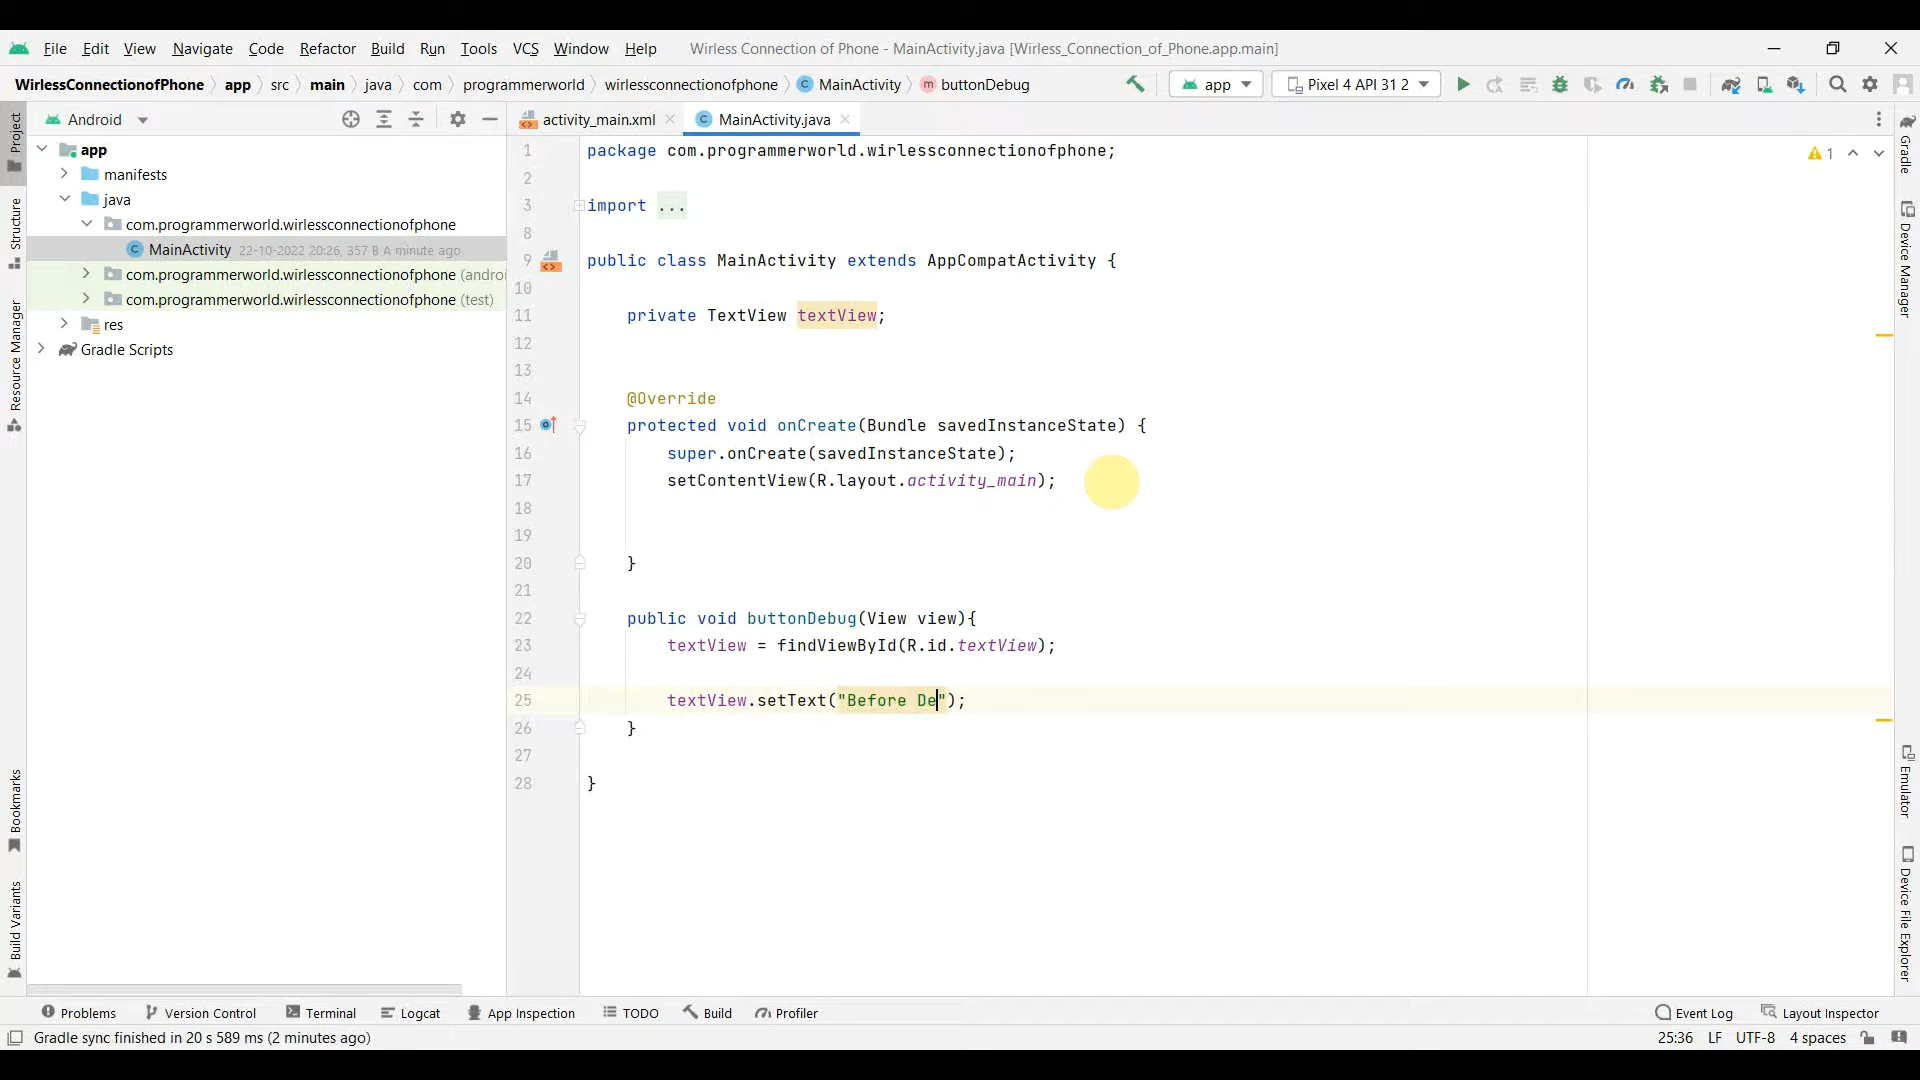 File Edit View Navigate Code Refactor Build Run Tools VCS Window Help Wirless Connection of Phone - MainActivity.java [Wirless_Connection_of_Phone.app.main]
WirlessConnectionofPhone app src main java com programmerworld wirlessconnectionofphone C MainActivity m buttonDebug app Pixel 4 API 31 2
Android
activity_main.xml
C MainActivity.java
Project
Structure
Resource Manager
Bookmarks
Build Variants
app
manifests
java
com.programmerworld.wirlessconnectionofphone
C MainActivity 22-10-2022 20:26, 357 B A minute ago
com.programmerworld.wirlessconnectionofphone (androi
com.programmerworld.wirlessconnectionofphone (test)
res
Gradle Scripts
1 package com.programmerworld.wirlessconnectionofphone;
2
3 import ...
8
9 public class MainActivity extends AppCompatActivity {
10
11 private TextView textView;
12
13
14 @Override
15 protected void onCreate(Bundle savedInstanceState) {
16 super.onCreate(savedInstanceState);
17 setContentView(R.layout.activity_main);
18
19
20 }
21
22 public void buttonDebug(View view){
23 textView = findViewById(R.id.textView);
24
25 textView.setText("Before De");
26 }
27
28 }
1
Gradle
Device Manager
Emulator
Device File Explorer
Problems Version Control Terminal Logcat App Inspection TODO Build Profiler Event Log Layout Inspector
Gradle sync finished in 20 s 589 ms (2 minutes ago) 25:36 LF UTF-8 4 spaces